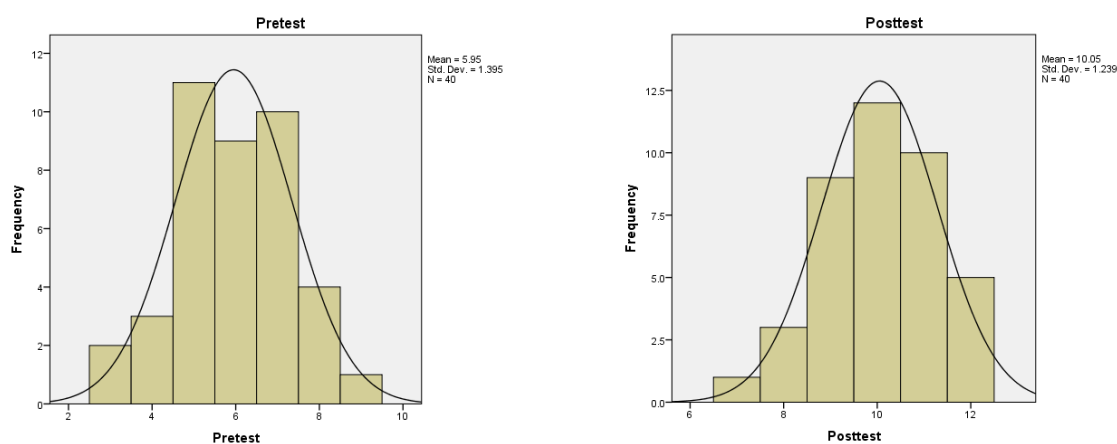 Pretest
Mean = 5.95
Std. Dev. = 1.395
N = 40
12
10
8
6
4
2
0
Frequency
2
4
6
8
10
Pretest
Posttest
Mean = 10.05
Std. Dev. = 1.239
N = 40
12.5
10.0
7.5
5.0
2.5
0.0
Frequency
6
8
10
12
Posttest